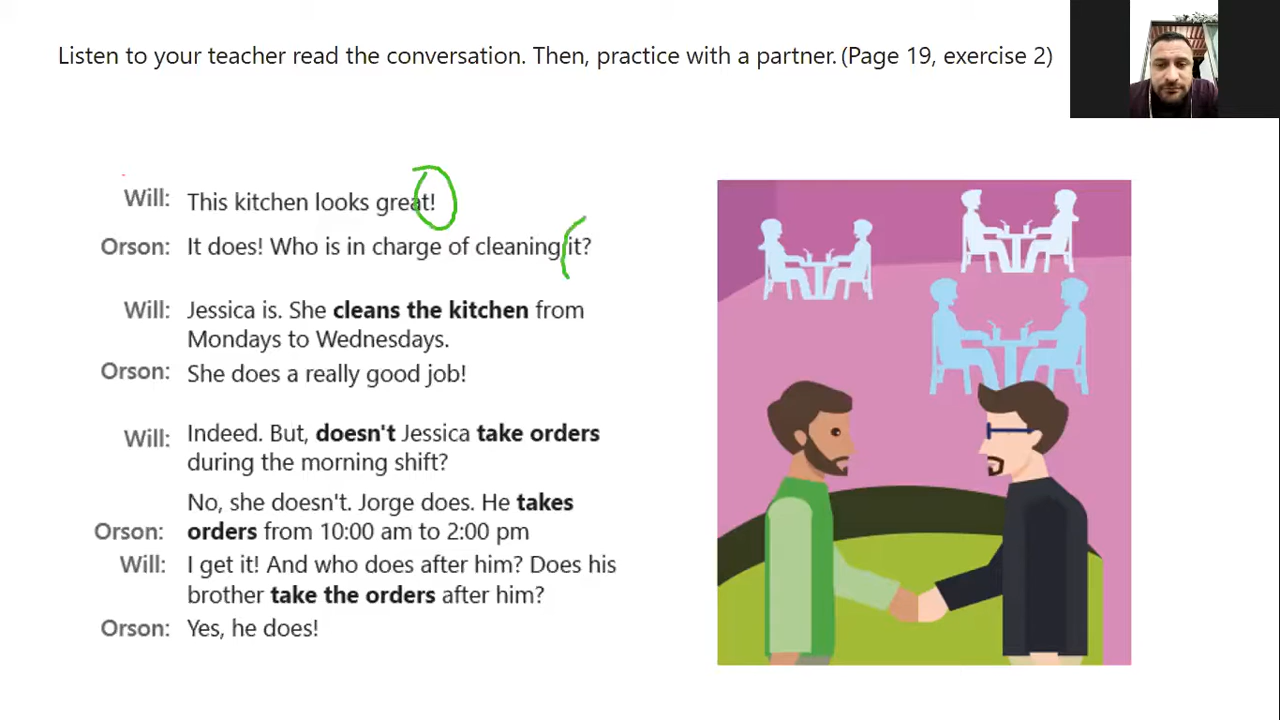 Listen to your teacher read the conversation. Then, practice with a partner. (Page 19, exercise 2)
Will: This kitchen looks great!
Orson: It does! Who is in charge of cleaning it?
Will: Jessica is. She cleans the kitchen from
Mondays to Wednesdays.
Orson: She does a really good job!
Will: Indeed. But, doesn't Jessica take orders
during the morning shift?
No, she doesn't. Jorge does. He takes
Orson: orders from 10:00 am to 2:00 pm
Will: I get it! And who does after him? Does his
brother take the orders after him?
Orson: Yes, he does!